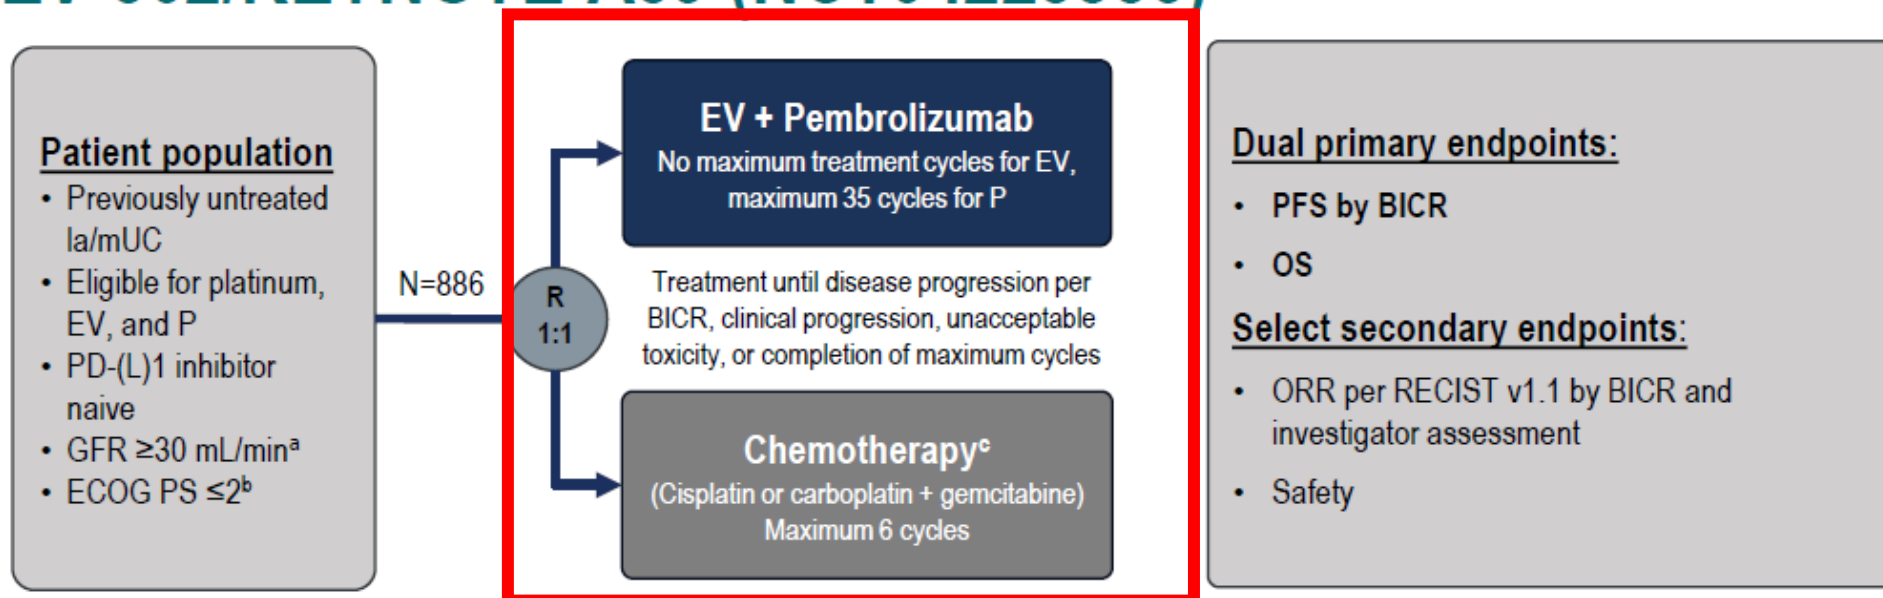 Patient population
• Previously untreated
la/mUC
• Eligible for platinum,
EV, and P
• PD-(L)1 inhibitor
naive
• GFR ≥30 mL/minᵃ
• ECOG PS ≤2ᵇ
N=886
R
1:1
EV + Pembrolizumab
No maximum treatment cycles for EV,
maximum 35 cycles for P
Treatment until disease progression per
BICR, clinical progression, unacceptable
toxicity, or completion of maximum cycles
Chemotherapyᶜ
(Cisplatin or carboplatin + gemcitabine)
Maximum 6 cycles
Dual primary endpoints:
• PFS by BICR
• OS
Select secondary endpoints:
• ORR per RECIST v1.1 by BICR and
investigator assessment
• Safety